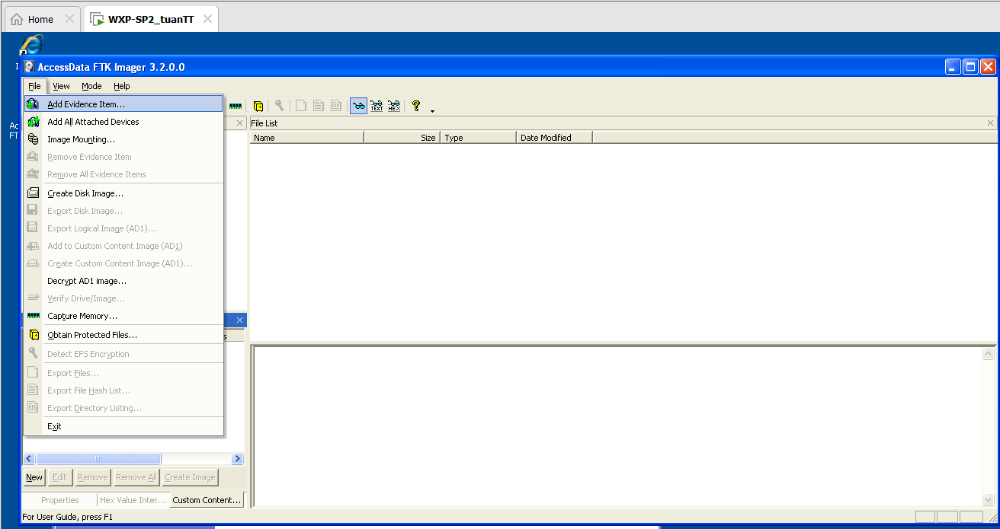 Home
WXP-SP2_tuanTT
AccessData FTK Imager 3.2.0.0
File View Mode Help
Add Evidence Item...
Add All Attached Devices
Image Mounting...
Remove Evidence Item
Remove All Evidence Items
Create Disk Image...
Export Disk Image...
Export Logical Image (AD1)...
Add to Custom Content Image (AD1)
Create Custom Content Image (AD1)...
Decrypt AD1 image...
Verify Drive/Image...
Capture Memory...
Obtain Protected Files...
Detect EFS Encryption
Export Files...
Export File Hash List...
Export Directory Listing...
Exit
TEXT HEX
File List
Name Size Type Date Modified
New Edit Remove Remove All Create Image
Properties Hex Value Inter... Custom Content...
For User Guide, press F1